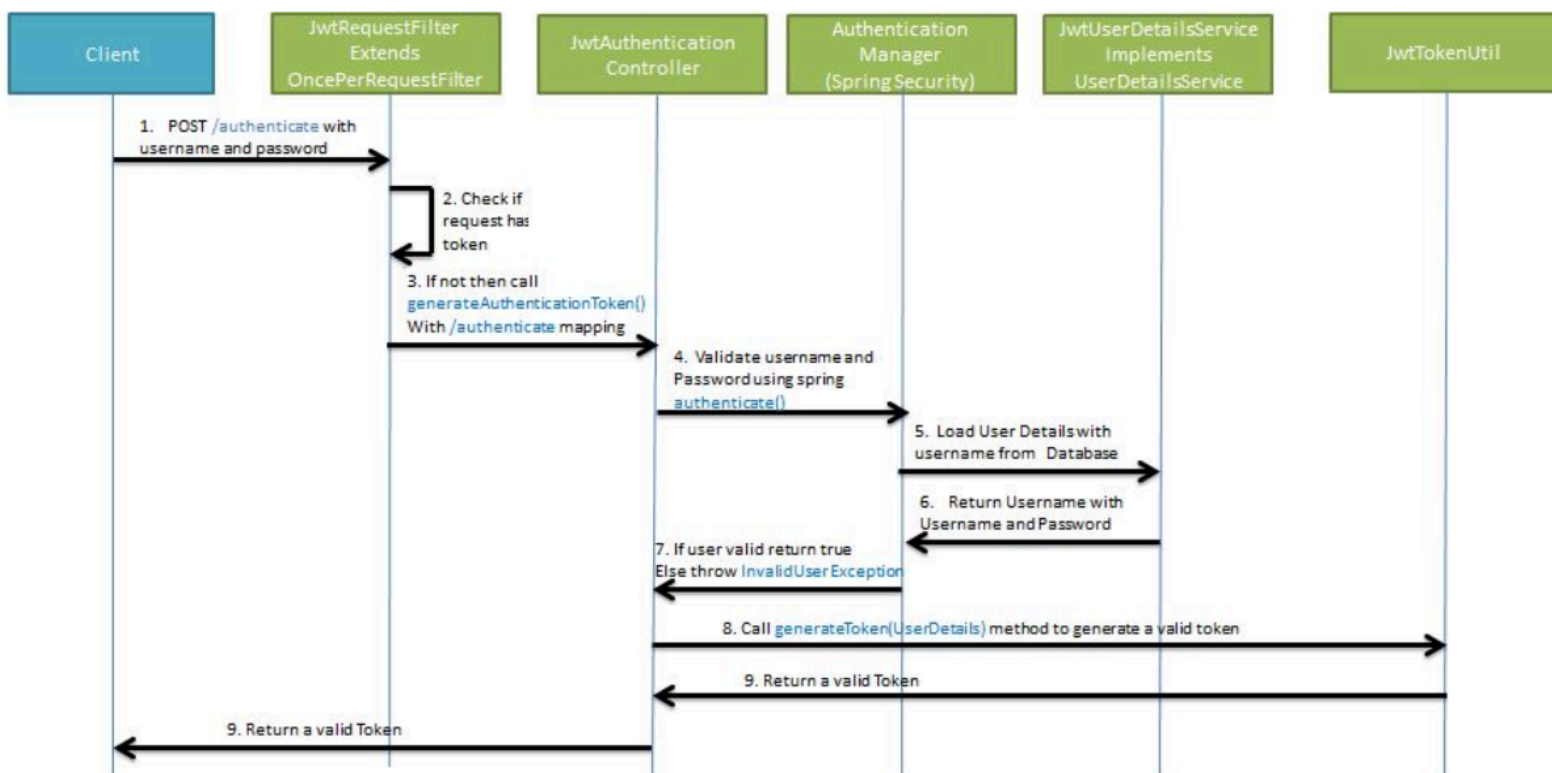 Client
JwtRequestFilter
Extends
OncePerRequestFilter
JwtAuthentication
Controller
Authentication
Manager
(Spring Security)
JwtUserDetailsService
Implements
UserDetailsService
JwtTokenUtil
1. POST /authenticate with
username and password
2. Check if
request has
token
3. If not then call
generateAuthenticationToken()
With /authenticate mapping
4. Validate username and
Password using spring
authenticate()
5. Load User Details with
username from Database
6. Return Username with
Username and Password
7. If user valid return true
Else throw InvalidUserException
8. Call generateToken(UserDetails) method to generate a valid token
9. Return a valid Token
9. Return a valid Token